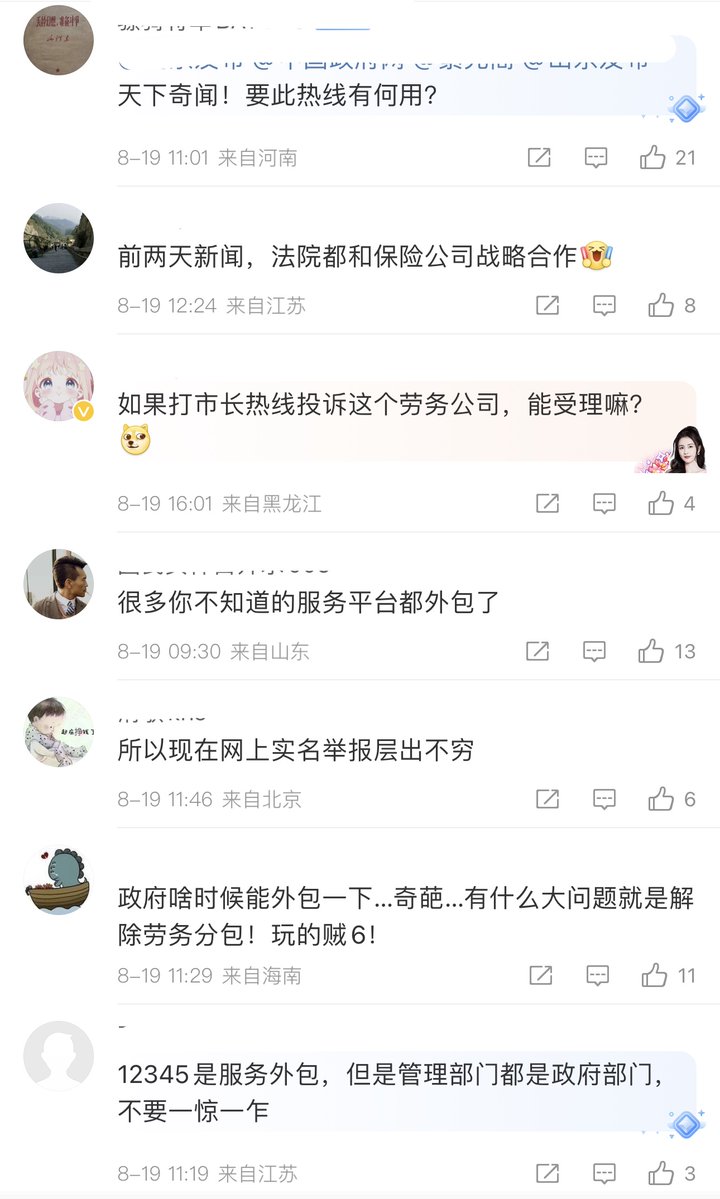 天下奇闻！要此热线有何用？
8-19 11:01 来自河南
21
前两天新闻，法院都和保险公司战略合作
8-19 12:24 来自江苏
8
如果打市长热线投诉这个劳务公司，能受理嘛？
8-19 16:01 来自黑龙江
4
很多你不知道的服务平台都外包了
8-19 09:30 来自山东
13
所以现在网上实名举报层出不穷
8-19 11:46 来自北京
6
政府啥时候能外包一下...奇葩...有什么大问题就是解
除劳务分包！玩的贼6！
8-19 11:29 来自海南
11
12345是服务外包，但是管理部门都是政府部门，
不要一惊一乍
8-19 11:19 来自江苏
3